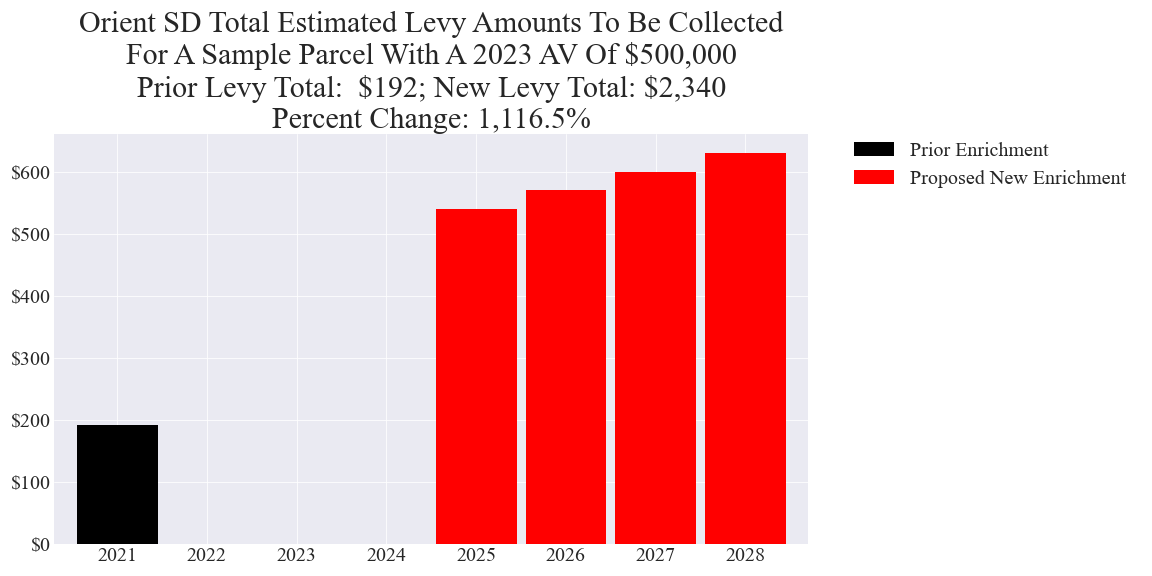 Orient SD Total Estimated Levy Amounts To Be Collected
For A Sample Parcel With A 2023 AV Of $500,000
Prior Levy Total:  $192; New Levy Total: $2,340
Percent Change: 1,116.5%
Prior Enrichment
Proposed New Enrichment
$600
$500
$400
$300
$200
$100
$0
2021 2022 2023 2024 2025 2026 2027 2028